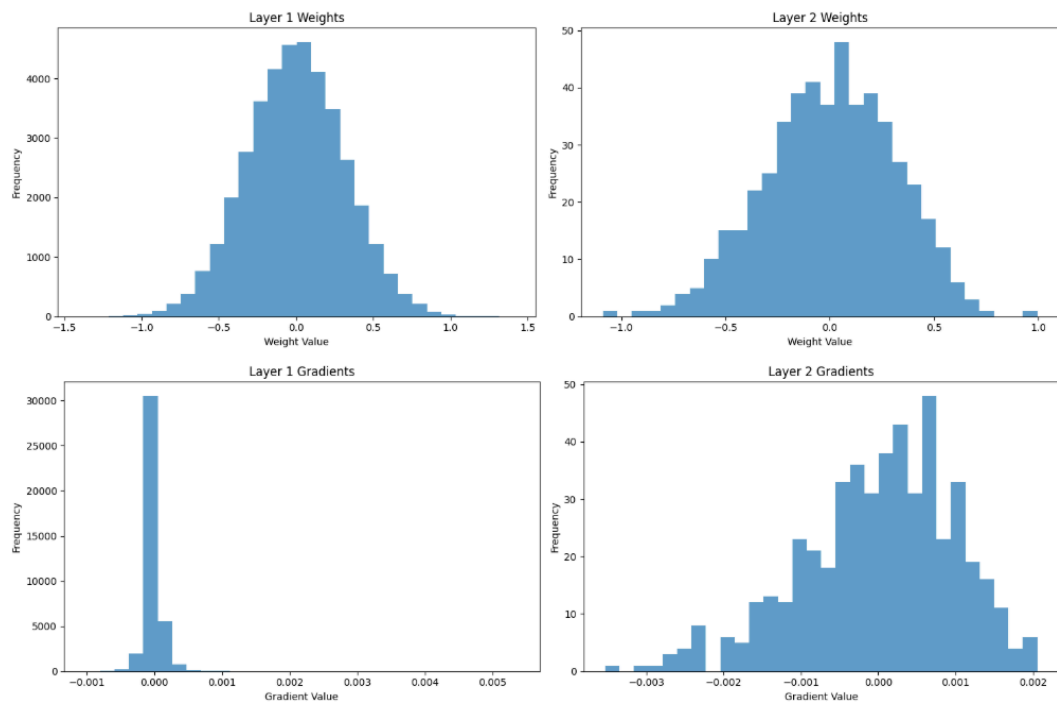 Layer 1 Weights
Frequency
4000
3000
2000
1000
0
−1.5 −1.0 −0.5 0.0 0.5 1.0 1.5
Weight Value
Layer 2 Weights
Frequency
50
40
30
20
10
0
−1.0 −0.5 0.0 0.5 1.0
Weight Value
Layer 1 Gradients
Frequency
30000
25000
20000
15000
10000
5000
0
−0.001 0.000 0.001 0.002 0.003 0.004 0.005
Gradient Value
Layer 2 Gradients
Frequency
50
40
30
20
10
0
−0.003 −0.002 −0.001 0.000 0.001 0.002
Gradient Value